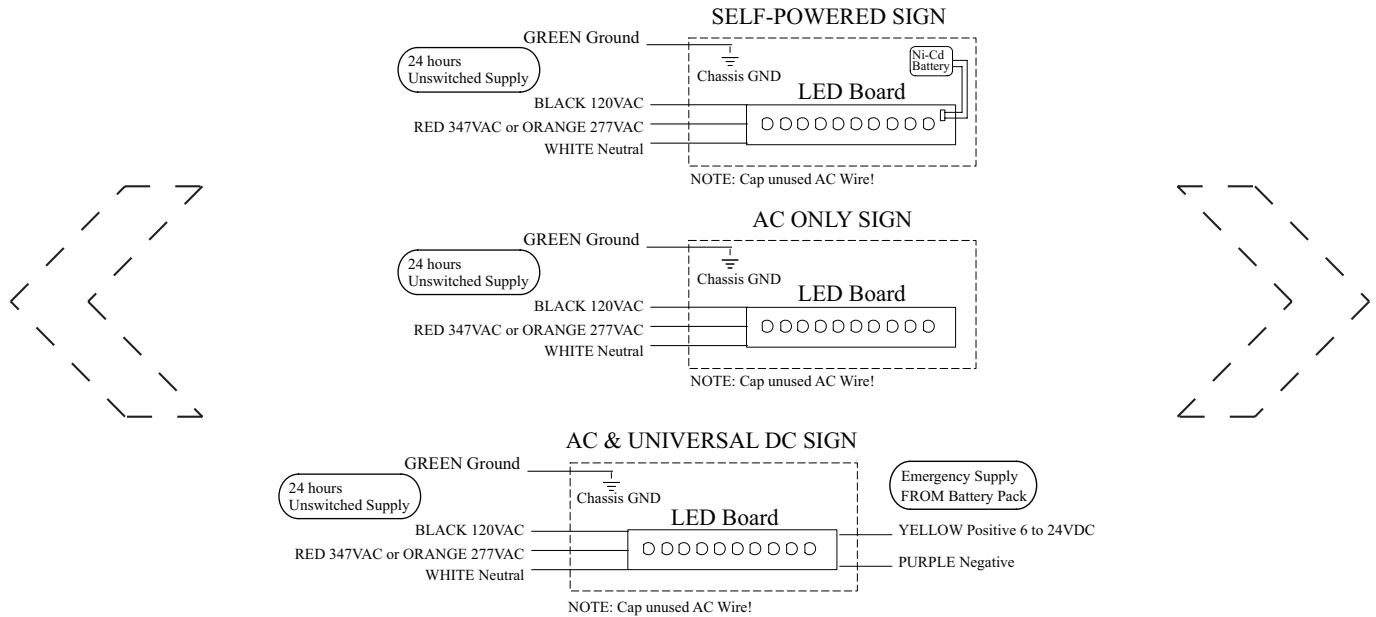 SELF-POWERED SIGN
GREEN Ground
24 hours
Unswitched Supply
Ni-Cd
Battery
Chassis GND
LED Board
BLACK 120VAC
RED 347VAC or ORANGE 277VAC
WHITE Neutral
NOTE: Cap unused AC Wire!
AC ONLY SIGN
GREEN Ground
24 hours
Unswitched Supply
Chassis GND
LED Board
BLACK 120VAC
RED 347VAC or ORANGE 277VAC
WHITE Neutral
NOTE: Cap unused AC Wire!
AC & UNIVERSAL DC SIGN
GREEN Ground
24 hours
Unswitched Supply
Chassis GND
Emergency Supply
FROM Battery Pack
LED Board
BLACK 120VAC
YELLOW Positive 6 to 24VDC
RED 347VAC or ORANGE 277VAC
PURPLE Negative
WHITE Neutral
NOTE: Cap unused AC Wire!